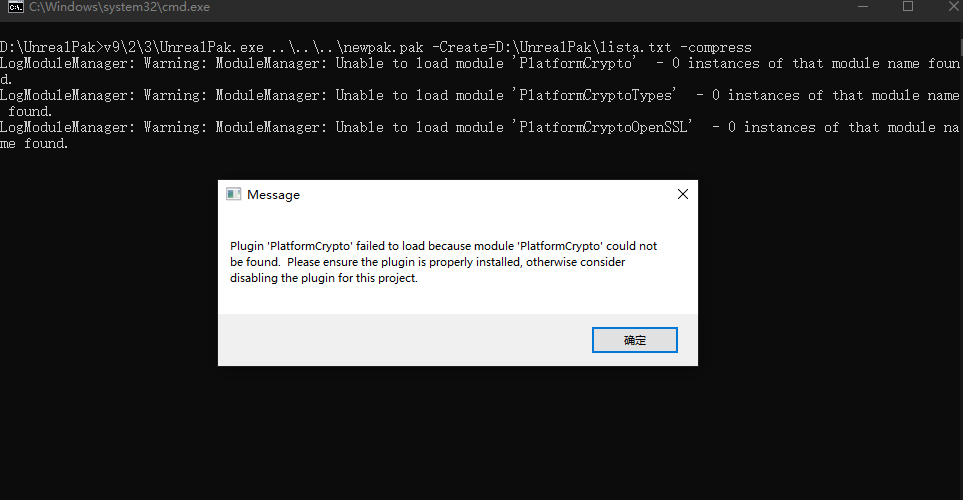 C:\Windows\system32\cmd.exe
D:\UnrealPak>v9\2\3\UnrealPak.exe ..\..\..\newpak.pak -Create=D:\UnrealPak\lista.txt -compress
LogModuleManager: Warning: ModuleManager: Unable to load module 'PlatformCrypto'  - 0 instances of that module name foun
d.
LogModuleManager: Warning: ModuleManager: Unable to load module 'PlatformCryptoTypes'  - 0 instances of that module name
 found.
LogModuleManager: Warning: ModuleManager: Unable to load module 'PlatformCryptoOpenSSL'  - 0 instances of that module na
me found.
Message
Plugin 'PlatformCrypto' failed to load because module 'PlatformCrypto' could not
be found.  Please ensure the plugin is properly installed, otherwise consider
disabling the plugin for this project.
确定